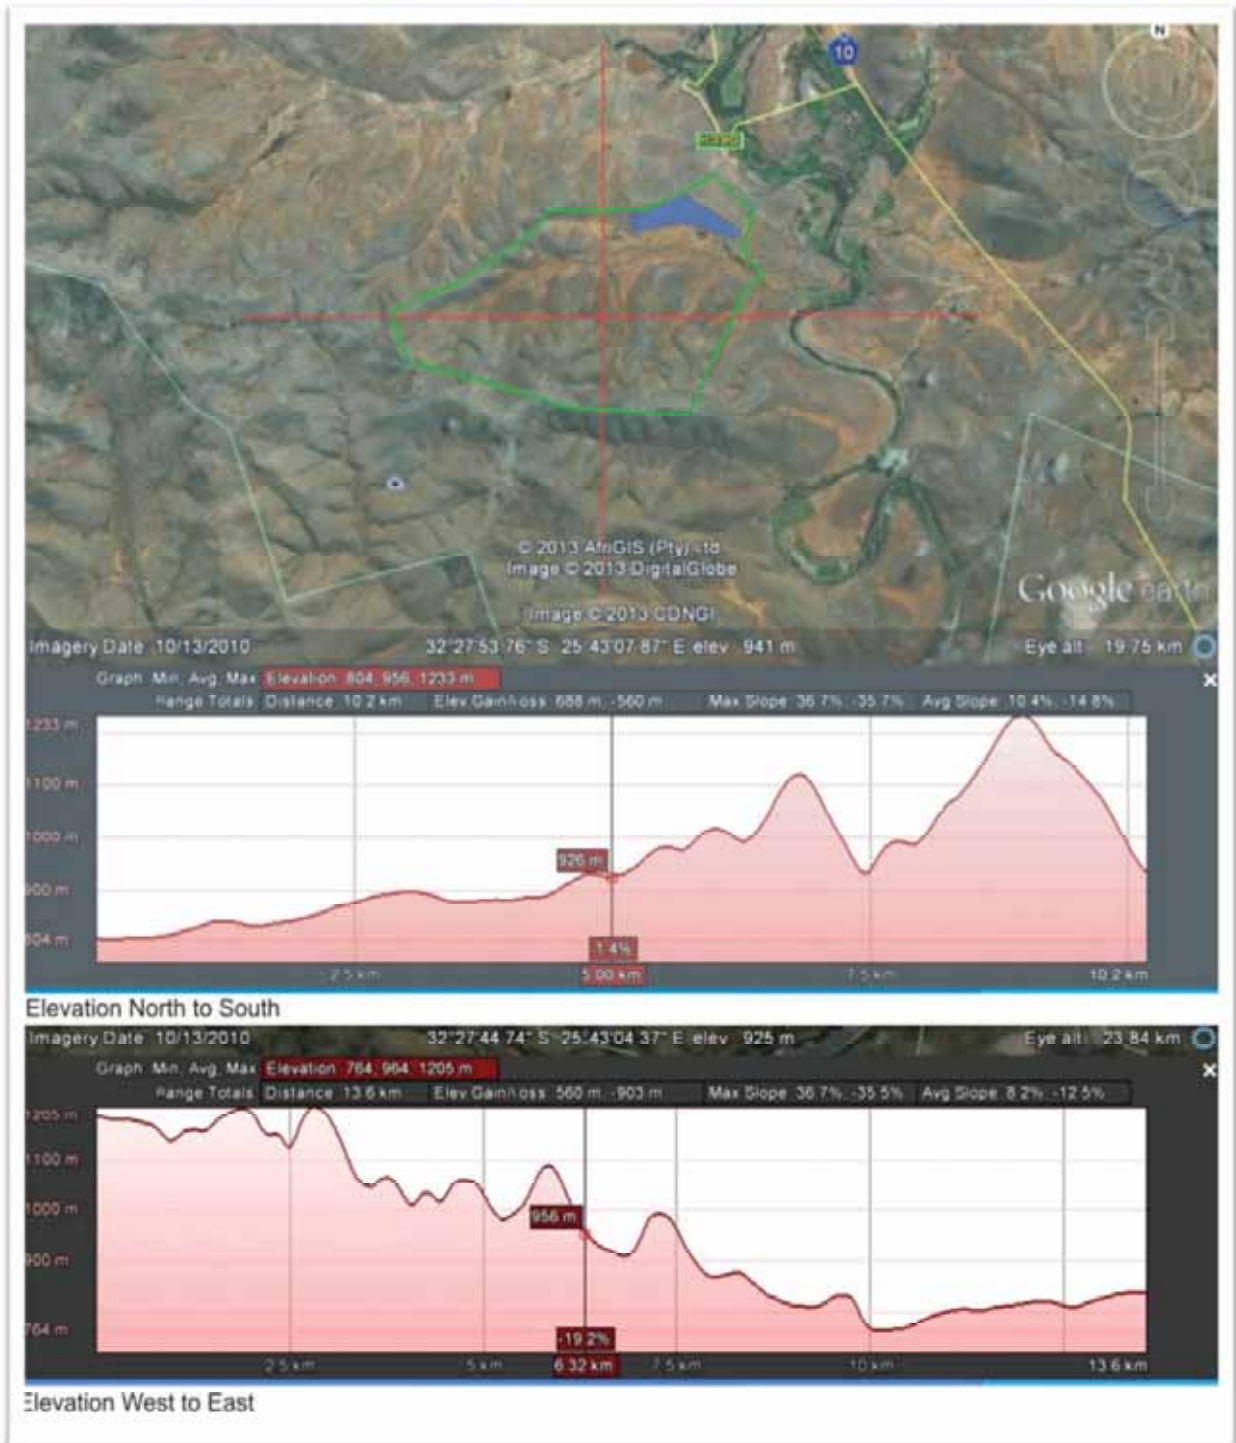 N
10
© 2013 AfriGIS (Pty) Ltd.
Image © 2013 DigitalGlobe
Image © 2013 CDNGI
Google earth
Imagery Date: 10/13/2010 32°27'53.76" S 25°43'07.87" E elev 941 m Eye alt 19.75 km
Graph: Min, Avg, Max Elevation: 804, 956, 1233 m
Range Totals: Distance: 10.2 km Elev Gain/Loss: 688 m, -560 m Max Slope: 36.7%, -35.7% Avg Slope: 10.4%, -14.8%
1233 m
1100 m
1000 m
926 m
900 m
804 m
1.4%
2.5 km 5.00 km 7.5 km 10.2 km
Elevation North to South
Imagery Date: 10/13/2010 32°27'44.74" S 25°43'04.37" E elev 925 m Eye alt 23.84 km
Graph: Min, Avg, Max Elevation: 764, 964, 1205 m
Range Totals: Distance: 13.6 km Elev Gain/Loss: 560 m, -903 m Max Slope: 36.7%, -35.5% Avg Slope: 8.2%, -12.5%
1205 m
1100 m
1000 m
956 m
900 m
764 m
-19.2%
2.5 km 5 km 6.32 km 7.5 km 10 km 13.6 km
Elevation West to East